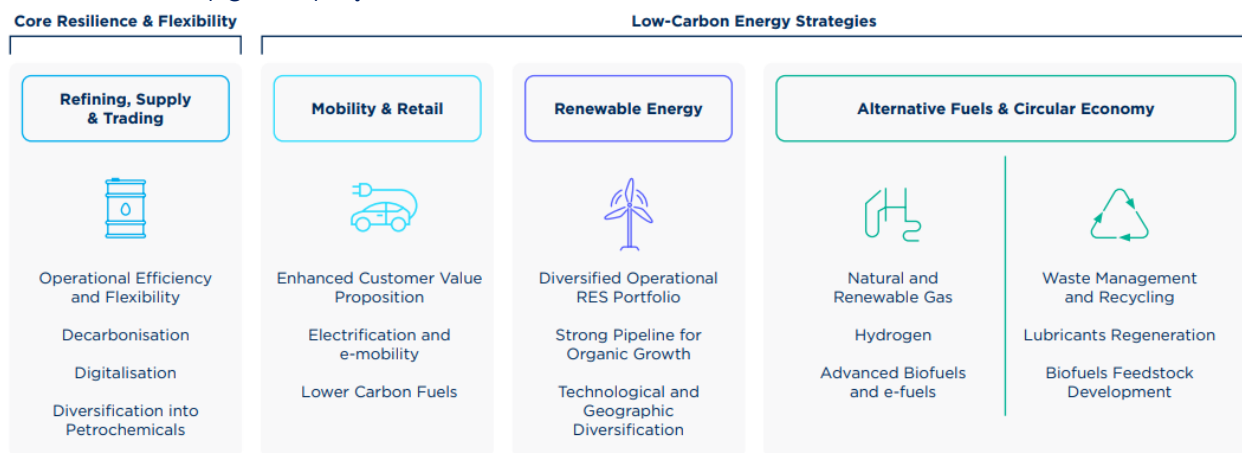 Core Resilience & Flexibility
Low-Carbon Energy Strategies
Refining, Supply
& Trading
Operational Efficiency
and Flexibility
Decarbonisation
Digitalisation
Diversification into
Petrochemicals
Mobility & Retail
Enhanced Customer Value
Proposition
Electrification and
e-mobility
Lower Carbon Fuels
Renewable Energy
Diversified Operational
RES Portfolio
Strong Pipeline for
Organic Growth
Technological and
Geographic
Diversification
Alternative Fuels & Circular Economy
H2
Natural and
Renewable Gas
Hydrogen
Advanced Biofuels
and e-fuels
Waste Management
and Recycling
Lubricants Regeneration
Biofuels Feedstock
Development